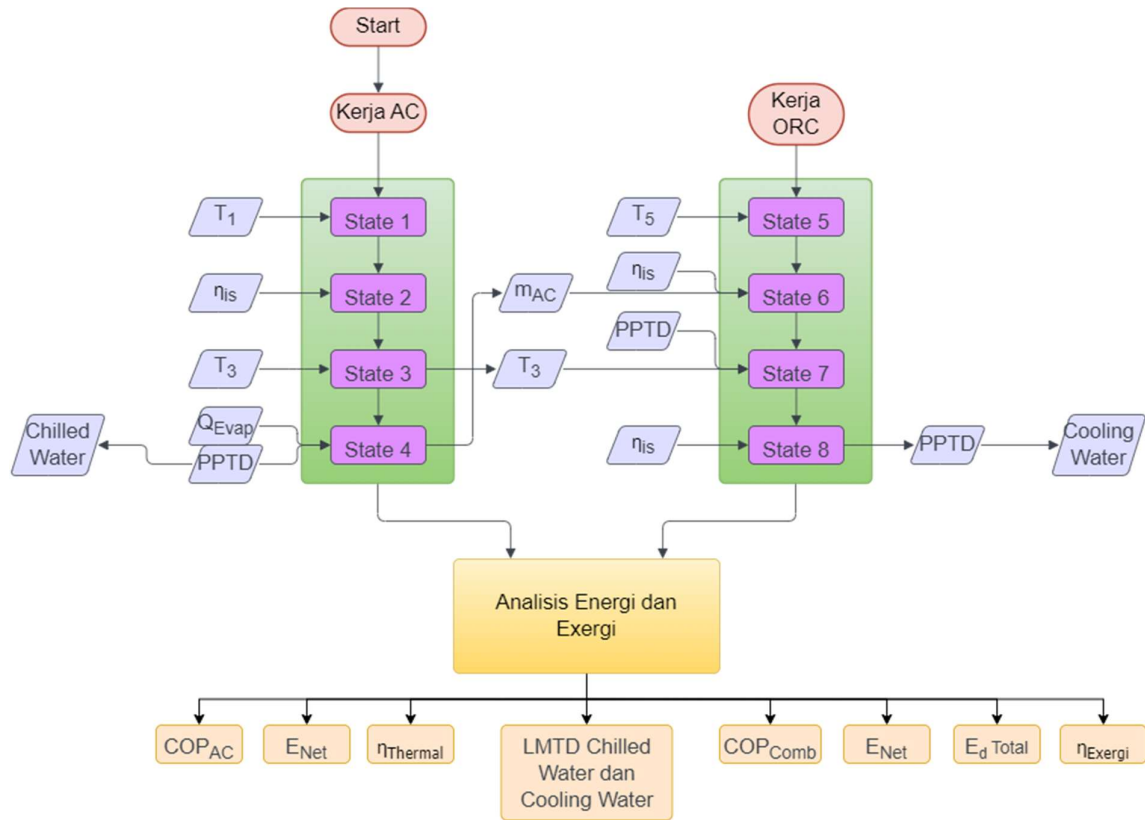 Start
Kerja AC
Kerja
ORC
T1
State 1
ηis
State 2
T3
State 3
QEvap
PPTD
State 4
Chilled
Water
mAC
T3
T5
State 5
ηis
State 6
PPTD
State 7
ηis
State 8
PPTD
Cooling
Water
Analisis Energi dan
Exergi
COPAC
ENet
ηThermal
LMTD Chilled
Water dan
Cooling Water
COPComb
ENet
Ed Total
ηExergi